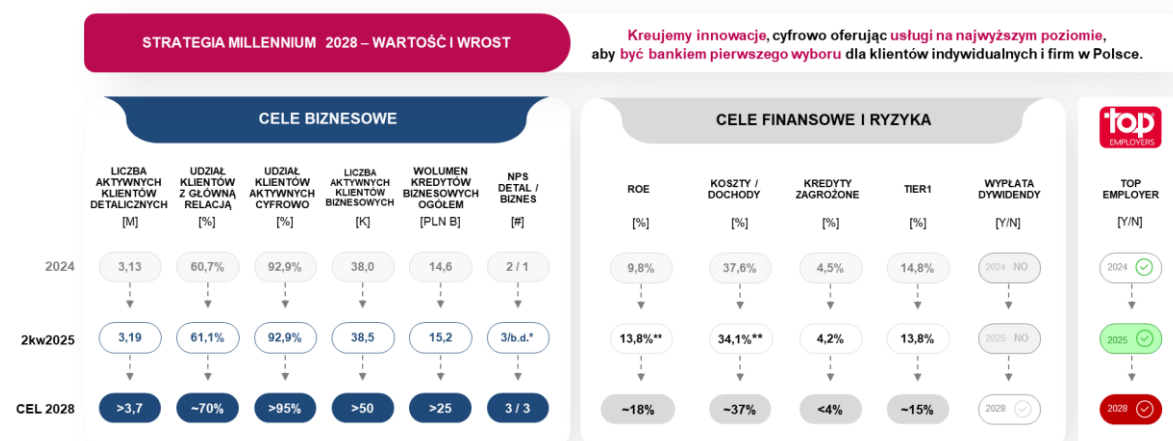 STRATEGIA MILLENNIUM 2028 – WARTOŚĆ I WROST
Kreujemy innowacje, cyfrowo oferując usługi na najwyższym poziomie,
aby być bankiem pierwszego wyboru dla klientów indywidualnych i firm w Polsce.
CELE BIZNESOWE
LICZBA
AKTYWNYCH
KLIENTÓW
DETALICZNYCH
[M]
UDZIAŁ
KLIENTÓW
Z GŁÓWNĄ
RELACJĄ
[%]
UDZIAŁ
KLIENTÓW
AKTYWNYCH
CYFROWO
[%]
LICZBA
AKTYWNYCH
KLIENTÓW
BIZNESOWYCH
[K]
WOLUMEN
KREDYTÓW
BIZNESOWYCH
OGÓŁEM
[PLN B]
NPS
DETAL /
BIZNES
[#]
CELE FINANSOWE I RYZYKA
ROE
[%]
KOSZTY /
DOCHODY
[%]
KREDYTY
ZAGROŻONE
[%]
TIER1
[%]
WYPŁATA
DYWIDENDY
[Y/N]
top
EMPLOYERS
TOP
EMPLOYER
[Y/N]
2024 3,13 60,7% 92,9% 38,0 14,6 2 / 1 9,8% 37,6% 4,5% 14,8% 2024 NO 2024
2kw2025 3,19 61,1% 92,9% 38,5 15,2 3/b.d.* 13,8%** 34,1%** 4,2% 13,8% 2025 NO 2025
CEL 2028 >3,7 ~70% >95% >50 >25 3 / 3 ~18% ~37% <4% ~15% 2028 2028